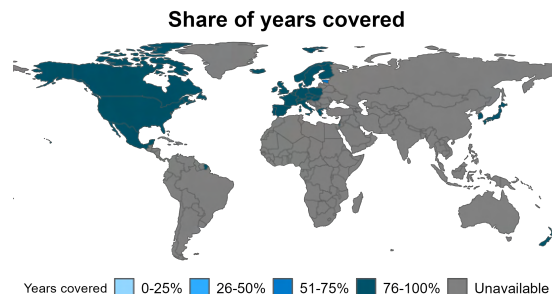 Share of years covered
Years covered 0-25% 26-50% 51-75% 76-100% Unavailable